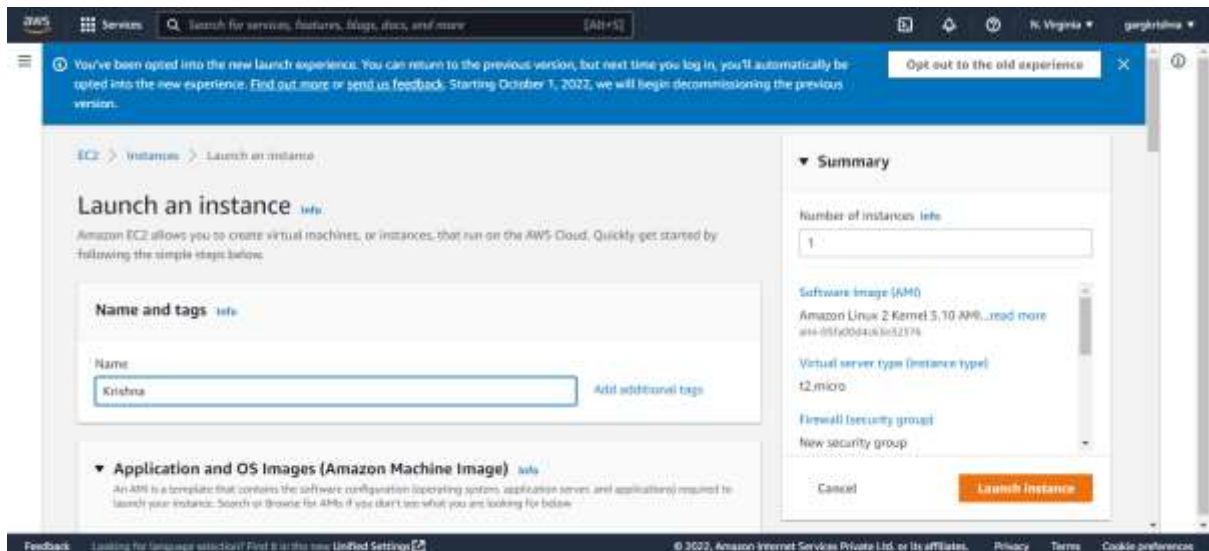 aws
Services
Search for services, features, blogs, docs, and more
[Alt+S]
N. Virginia
gargkrishna
You've been opted into the new launch experience. You can return to the previous version, but next time you log in, you'll automatically be
opted into the new experience. Find out more or send us feedback. Starting October 1, 2022, we will begin decommissioning the previous
version.
Opt out to the old experience
EC2 > Instances > Launch an instance
Launch an instance Info
Amazon EC2 allows you to create virtual machines, or instances, that run on the AWS Cloud. Quickly get started by
following the simple steps below.
Name and tags Info
Name
Krishna
Add additional tags
Application and OS Images (Amazon Machine Image) Info
An AMI is a template that contains the software configuration (operating system, application server, and applications) required to
launch your instance. Search or Browse for AMIs if you don't see what you are looking for below
Summary
Number of instances Info
1
Software Image (AMI)
Amazon Linux 2 Kernel 5.10 AMI...read more
Virtual server type (instance type)
t2.micro
Firewall (security group)
New security group
Cancel
Launch instance
Feedback
Looking for language selection? Find it in the new Unified Settings
© 2022, Amazon Internet Services Private Ltd. or its affiliates.
Privacy
Terms
Cookie preferences